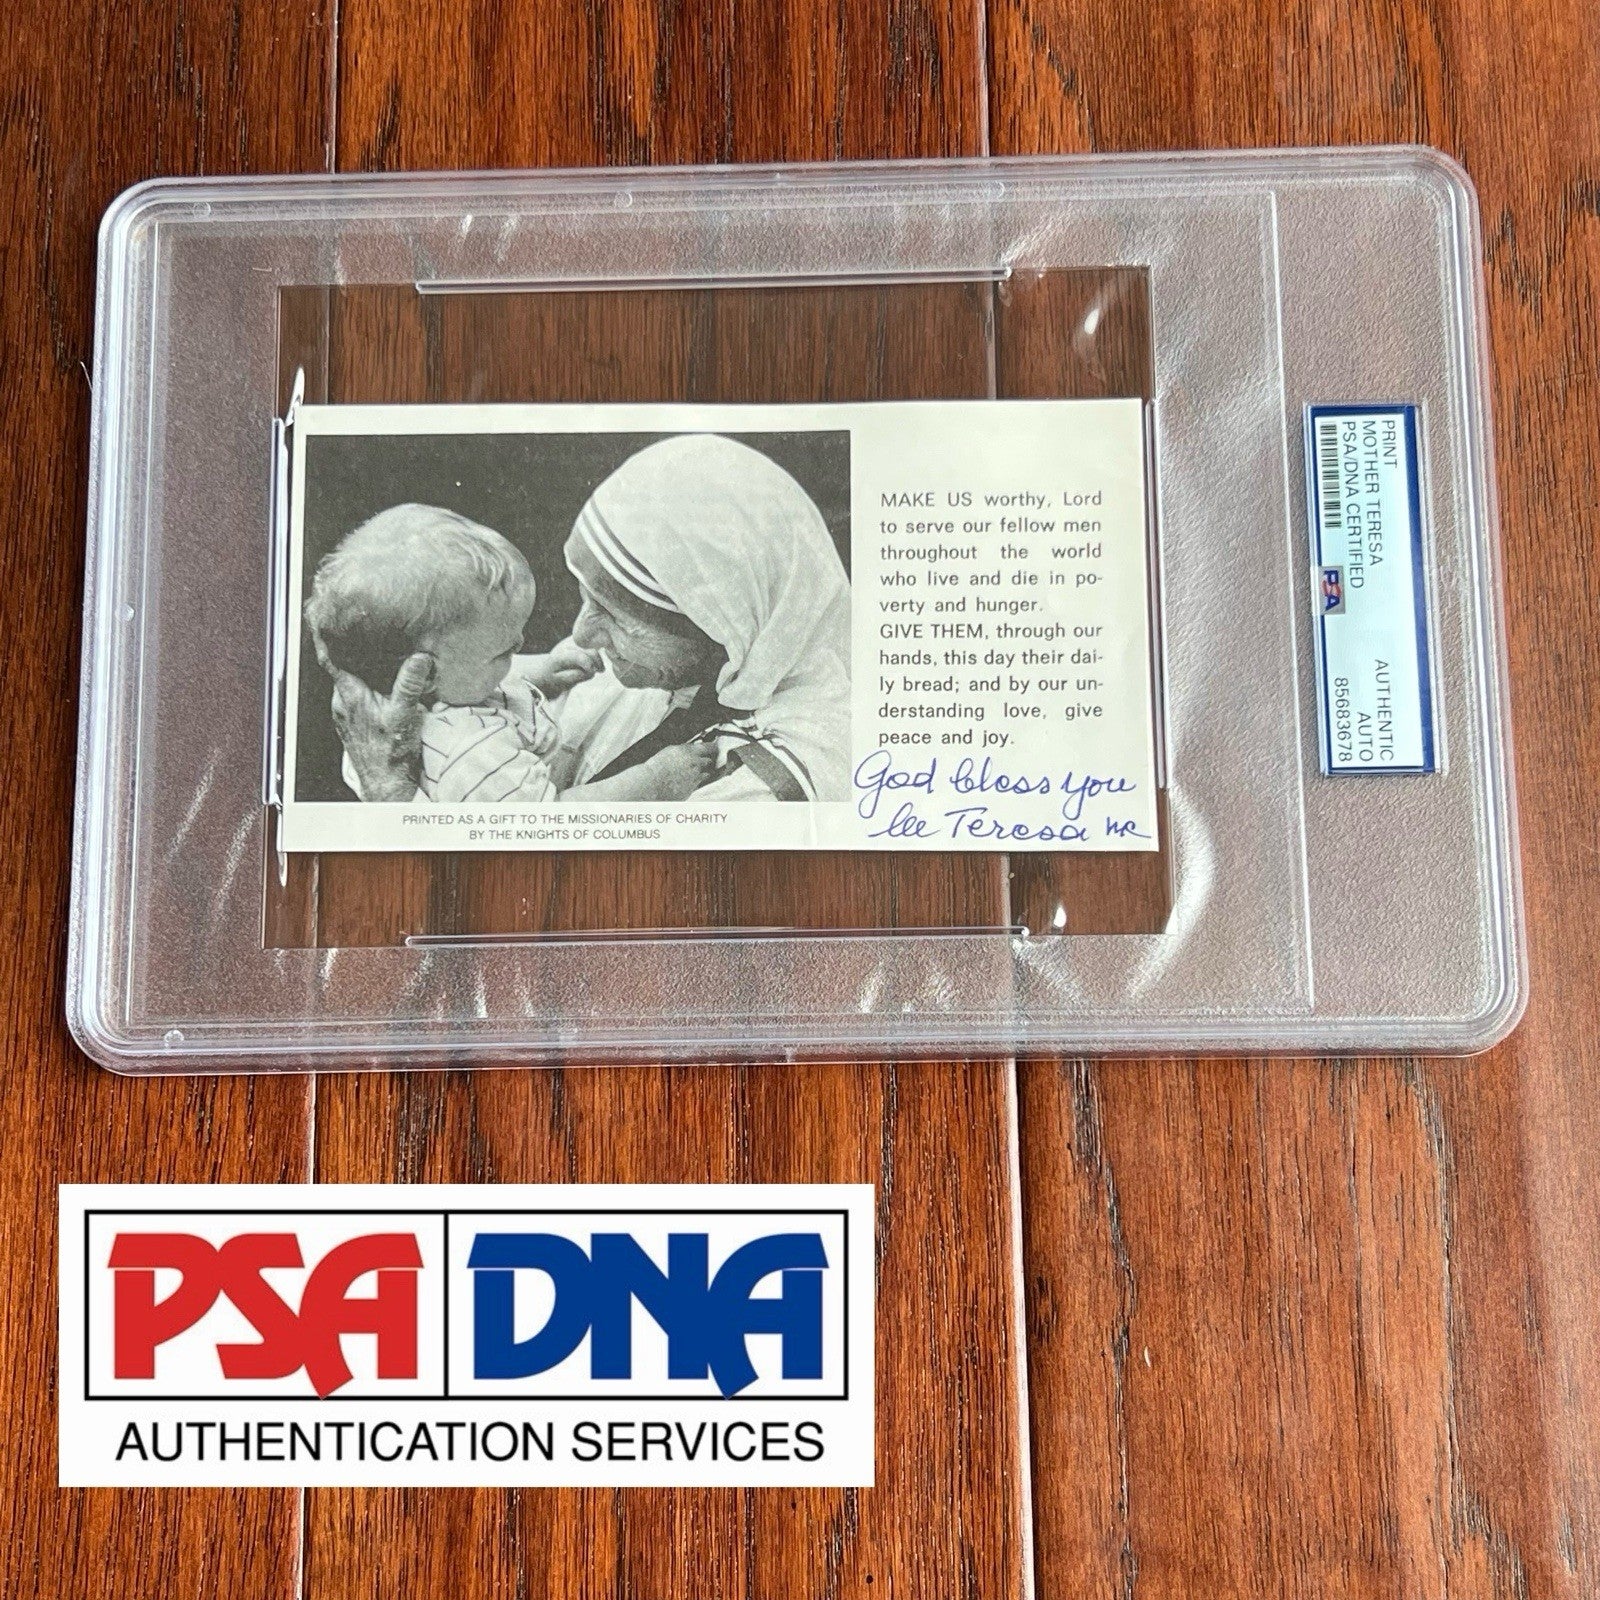 MAKE US worthy, Lord
to serve our fellow men
throughout the world
who live and die in po-
verty and hunger.
GIVE THEM, through our
hands, this day their dai-
ly bread; and by our un-
derstanding love, give
peace and joy.
God bless you
lle Teresa mc
PRINTED AS A GIFT TO THE MISSIONARIES OF CHARITY
BY THE KNIGHTS OF COLUMBUS
PRINT
MOTHER TERESA
PSA/DNA CERTIFIED
PSA
AUTHENTIC
AUTO
85683678
PSA DNA
AUTHENTICATION SERVICES